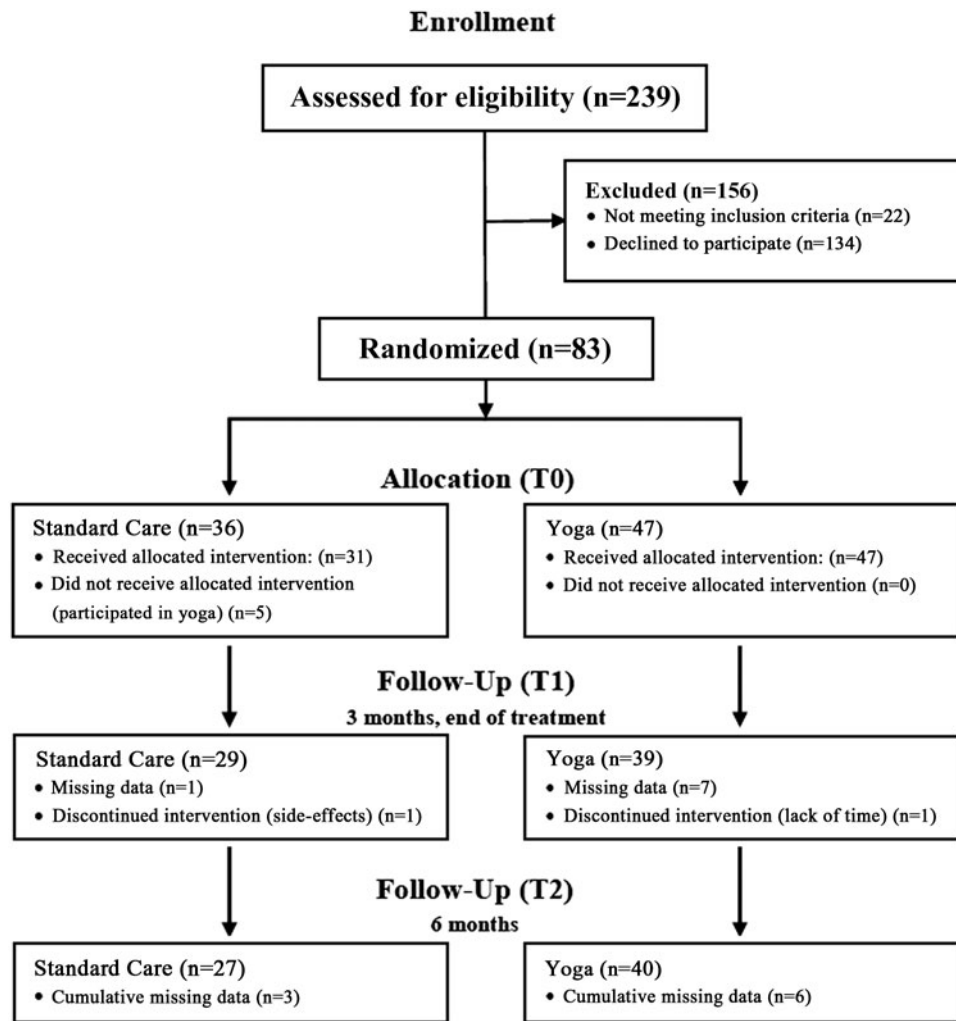 Enrollment
Assessed for eligibility (n=239)
Excluded (n=156)
• Not meeting inclusion criteria (n=22)
• Declined to participate (n=134)
Randomized (n=83)
Allocation (T0)
Standard Care (n=36)
• Received allocated intervention: (n=31)
• Did not receive allocated intervention
(participated in yoga) (n=5)
Yoga (n=47)
• Received allocated intervention: (n=47)
• Did not receive allocated intervention (n=0)
Follow-Up (T1)
3 months, end of treatment
Standard Care (n=29)
• Missing data (n=1)
• Discontinued intervention (side-effects) (n=1)
Yoga (n=39)
• Missing data (n=7)
• Discontinued intervention (lack of time) (n=1)
Follow-Up (T2)
6 months
Standard Care (n=27)
• Cumulative missing data (n=3)
Yoga (n=40)
• Cumulative missing data (n=6)